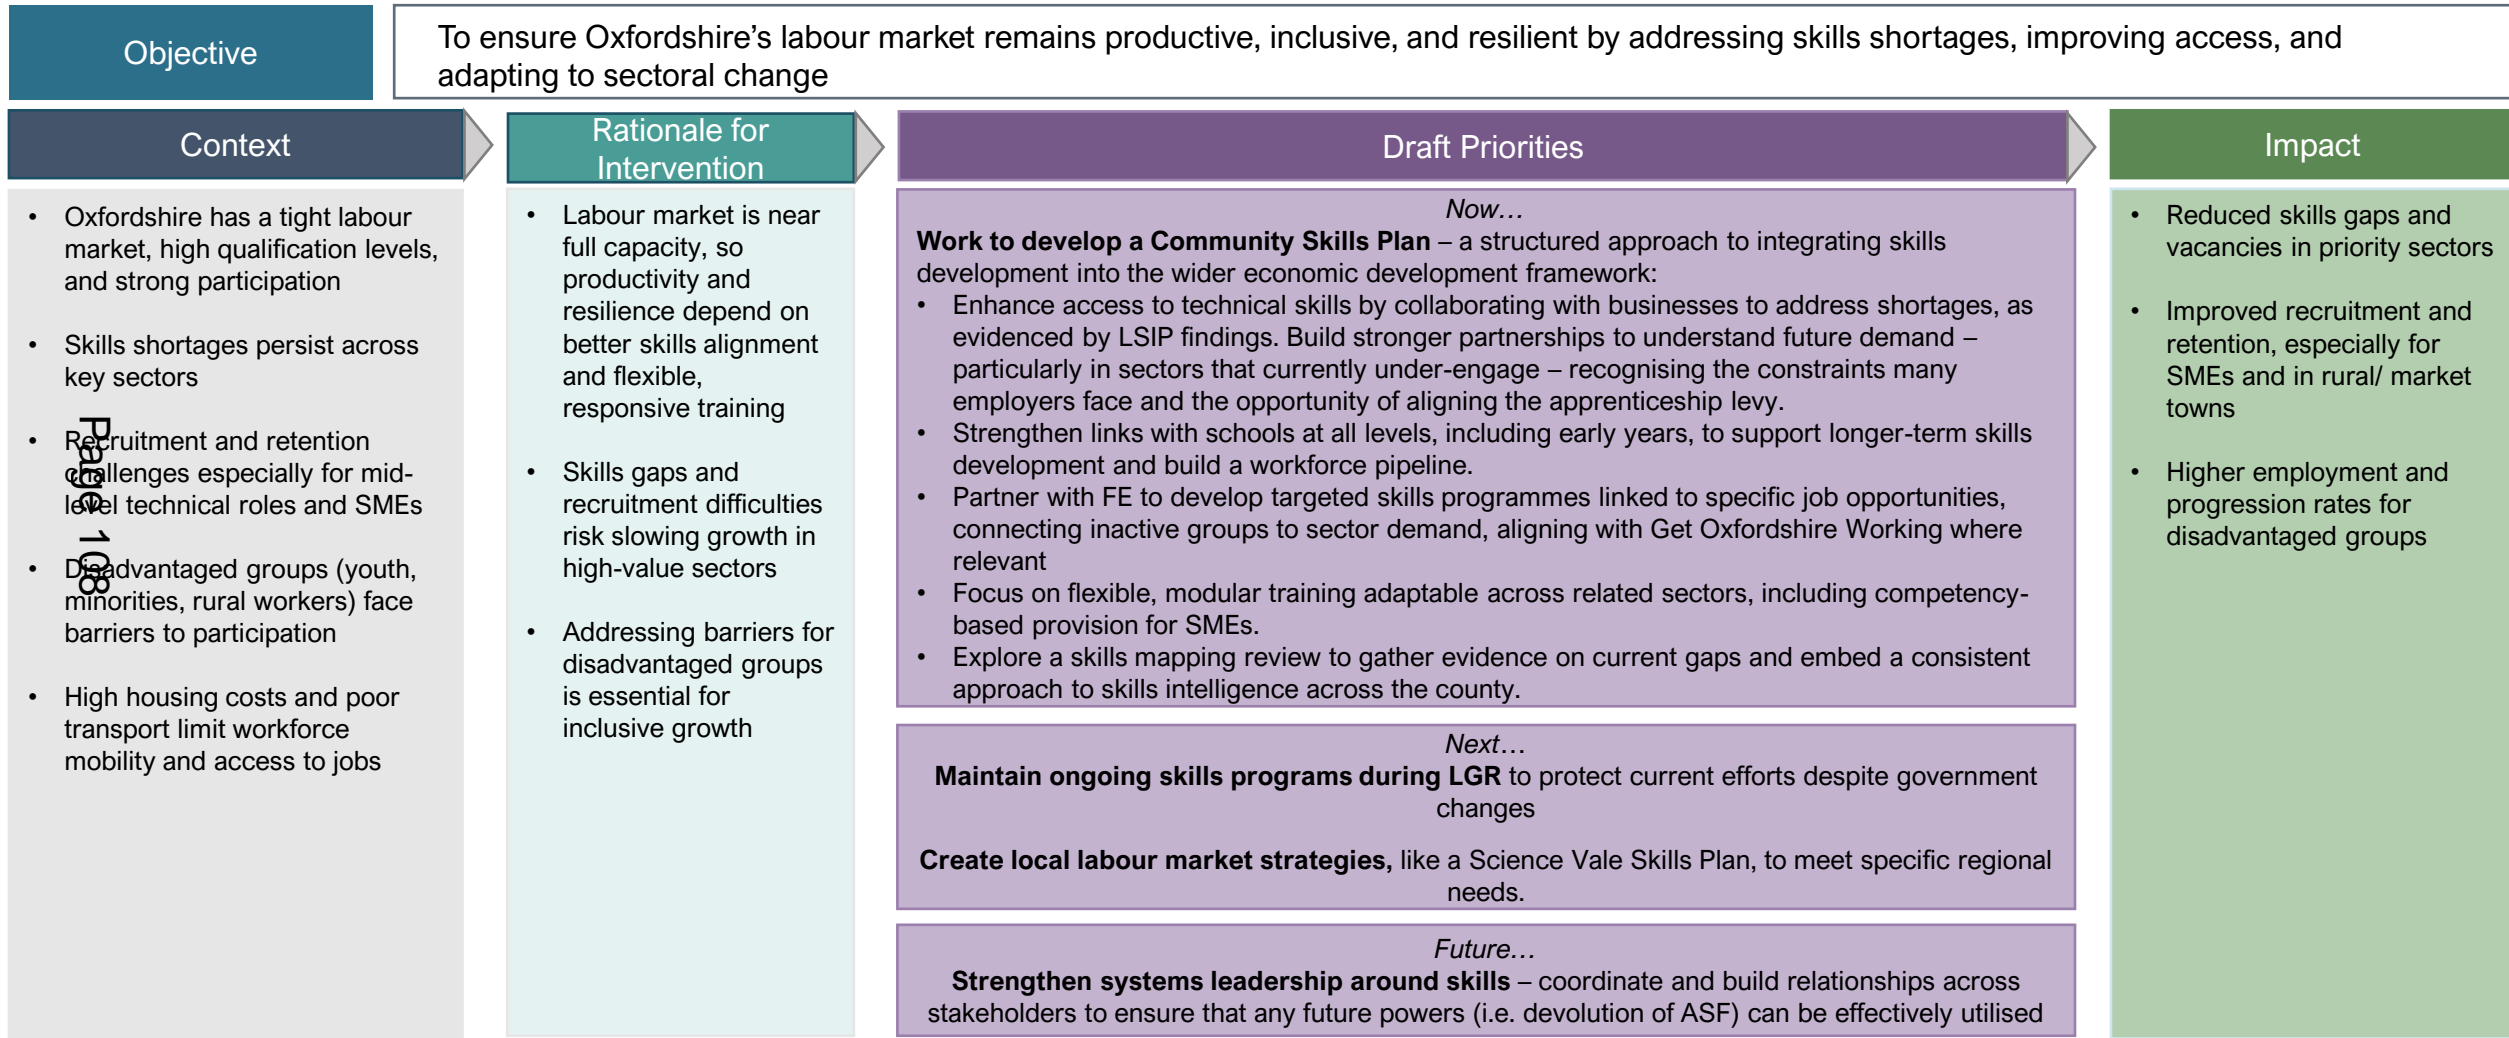 Objective
To ensure Oxfordshire’s labour market remains productive, inclusive, and resilient by addressing skills shortages, improving access, and
adapting to sectoral change
Context
• Oxfordshire has a tight labour
market, high qualification levels,
and strong participation
• Skills shortages persist across
key sectors
• Recruitment and retention
challenges especially for mid-
level technical roles and SMEs
• Disadvantaged groups (youth,
minorities, rural workers) face
barriers to participation
• High housing costs and poor
transport limit workforce
mobility and access to jobs
Page 108
Rationale for
Intervention
• Labour market is near
full capacity, so
productivity and
resilience depend on
better skills alignment
and flexible,
responsive training
• Skills gaps and
recruitment difficulties
risk slowing growth in
high-value sectors
• Addressing barriers for
disadvantaged groups
is essential for
inclusive growth
Draft Priorities
Now…
Work to develop a Community Skills Plan – a structured approach to integrating skills
development into the wider economic development framework:
• Enhance access to technical skills by collaborating with businesses to address shortages, as
evidenced by LSIP findings. Build stronger partnerships to understand future demand –
particularly in sectors that currently under-engage – recognising the constraints many
employers face and the opportunity of aligning the apprenticeship levy.
• Strengthen links with schools at all levels, including early years, to support longer-term skills
development and build a workforce pipeline.
• Partner with FE to develop targeted skills programmes linked to specific job opportunities,
connecting inactive groups to sector demand, aligning with Get Oxfordshire Working where
relevant
• Focus on flexible, modular training adaptable across related sectors, including competency-
based provision for SMEs.
• Explore a skills mapping review to gather evidence on current gaps and embed a consistent
approach to skills intelligence across the county.
Next…
Maintain ongoing skills programs during LGR to protect current efforts despite government
changes
Create local labour market strategies, like a Science Vale Skills Plan, to meet specific regional
needs.
Future…
Strengthen systems leadership around skills – coordinate and build relationships across
stakeholders to ensure that any future powers (i.e. devolution of ASF) can be effectively utilised
Impact
• Reduced skills gaps and
vacancies in priority sectors
• Improved recruitment and
retention, especially for
SMEs and in rural/ market
towns
• Higher employment and
progression rates for
disadvantaged groups